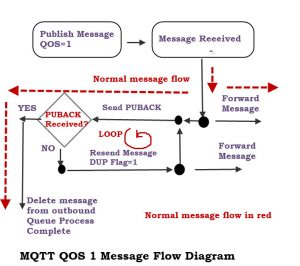 Publish Message
QOS=1
Message Received
Normal message flow
Forward
Message
YES
Send PUBACK
PUBACK
Received?
LOOP
NO
Resend Message
DUP Flag=1
Forward
Message
Delete message
from outbound
Queue Process
Complete
Normal message flow in red
MQTT QOS 1 Message Flow Diagram